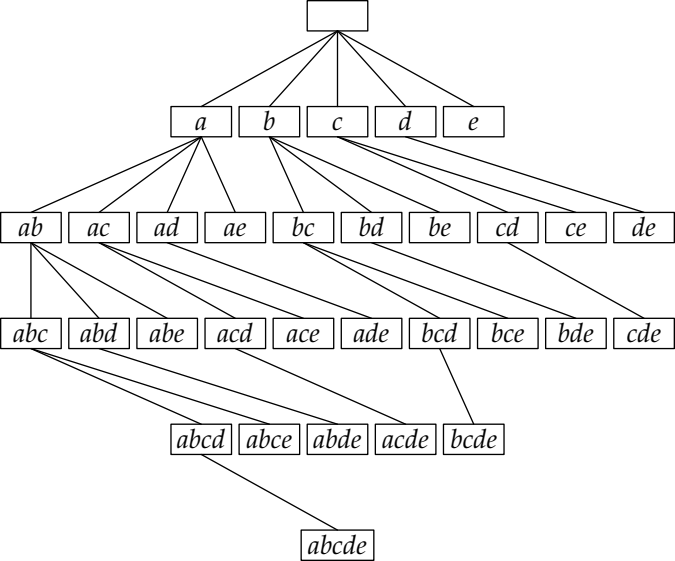 a b c d e
ab ac ad ae bc bd be cd ce de
abc abd abe acd ace ade bcd bce bde cde
abcd abce abde acde bcde
abcde